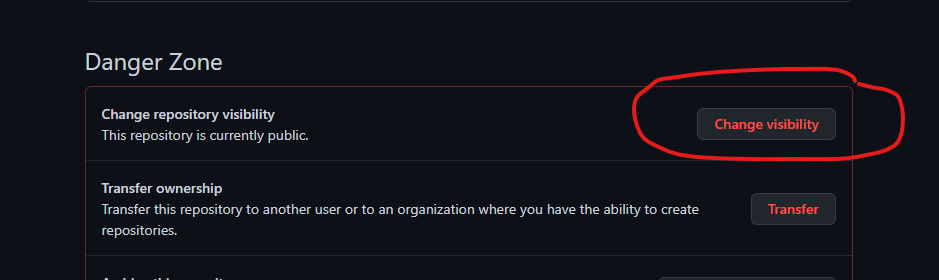 Danger Zone
Change repository visibility
This repository is currently public.
Change visibility
Transfer ownership
Transfer this repository to another user or to an organization where you have the ability to create
repositories.
Transfer